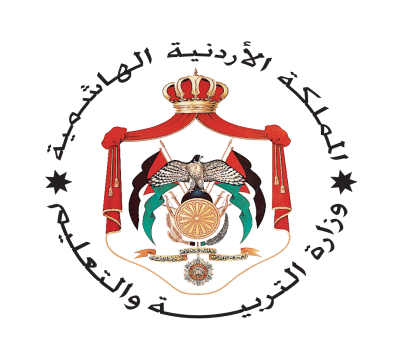 المملكة الأردنية الهاشمية
وزارة التربية والتعليم